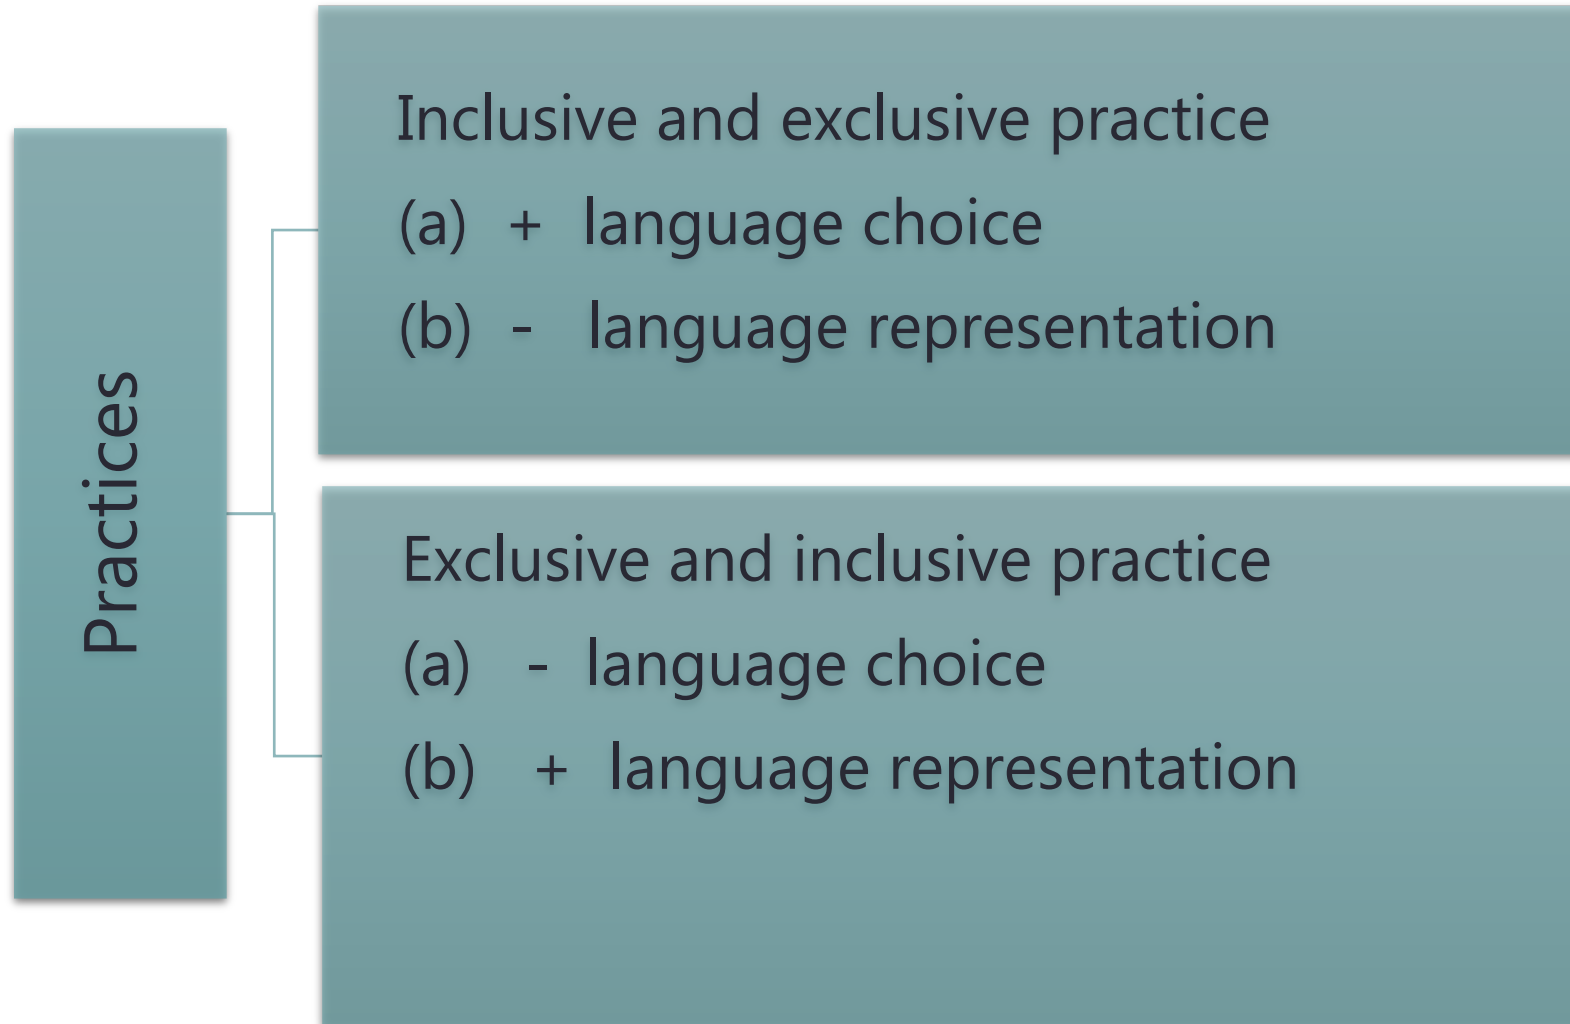 Practices
Inclusive and exclusive practice
(a) + language choice
(b) - language representation
Exclusive and inclusive practice
(a) - language choice
(b) + language representation